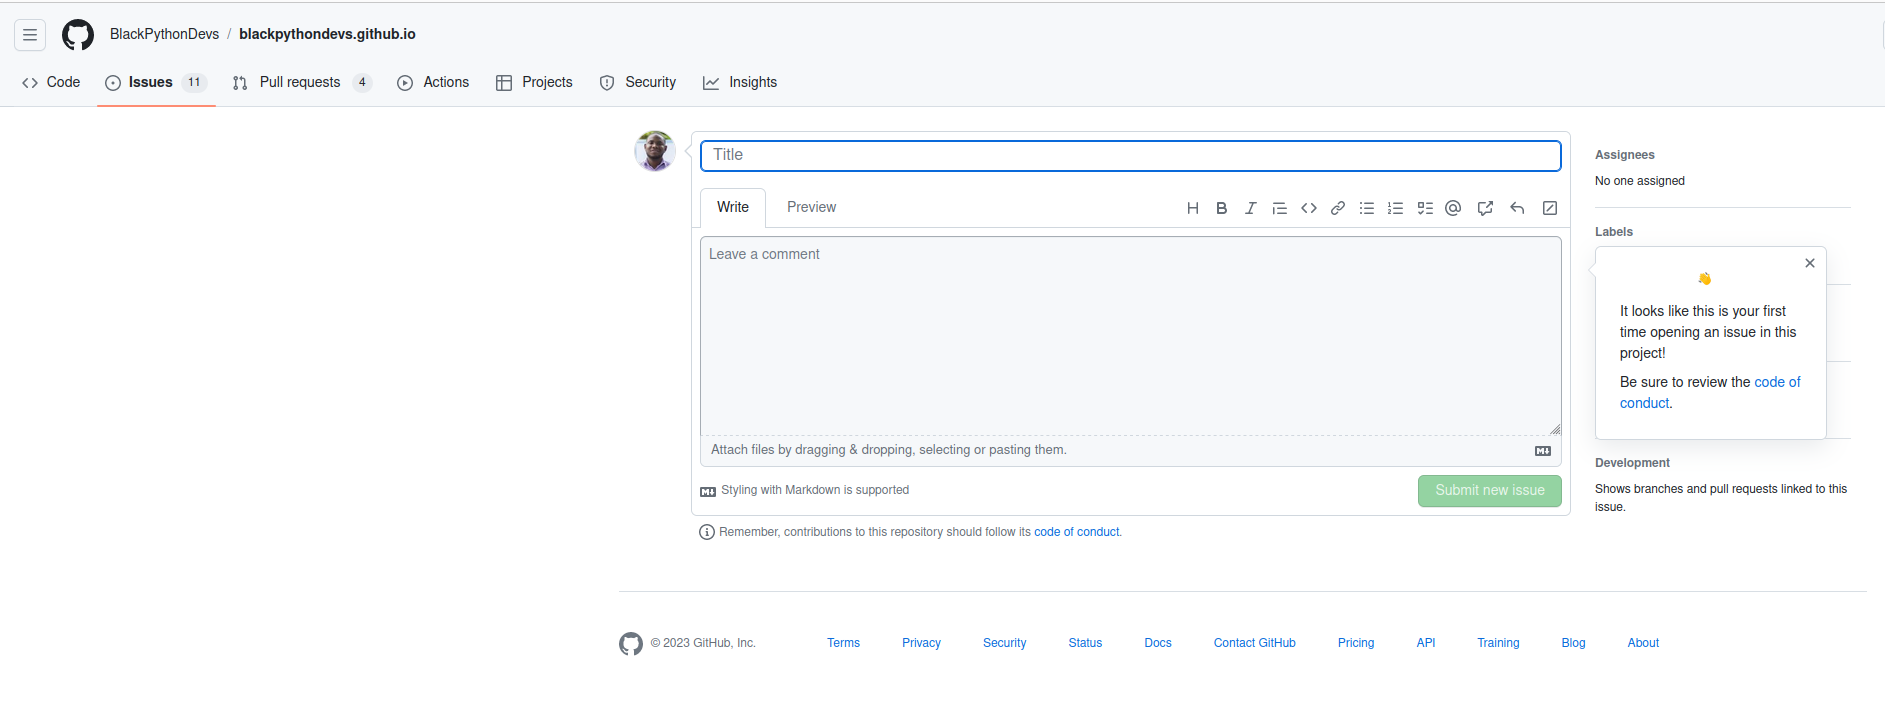 BlackPythonDevs / blackpythondevs.github.io
Code Issues 11 Pull requests 4 Actions Projects Security Insights
Title
Write Preview
Leave a comment
Attach files by dragging & dropping, selecting or pasting them.
Styling with Markdown is supported
Submit new issue
Remember, contributions to this repository should follow its code of conduct.
Assignees
No one assigned
Labels
It looks like this is your first
time opening an issue in this
project!
Be sure to review the code of
conduct.
Development
Shows branches and pull requests linked to this
issue.
© 2023 GitHub, Inc. Terms Privacy Security Status Docs Contact GitHub Pricing API Training Blog About